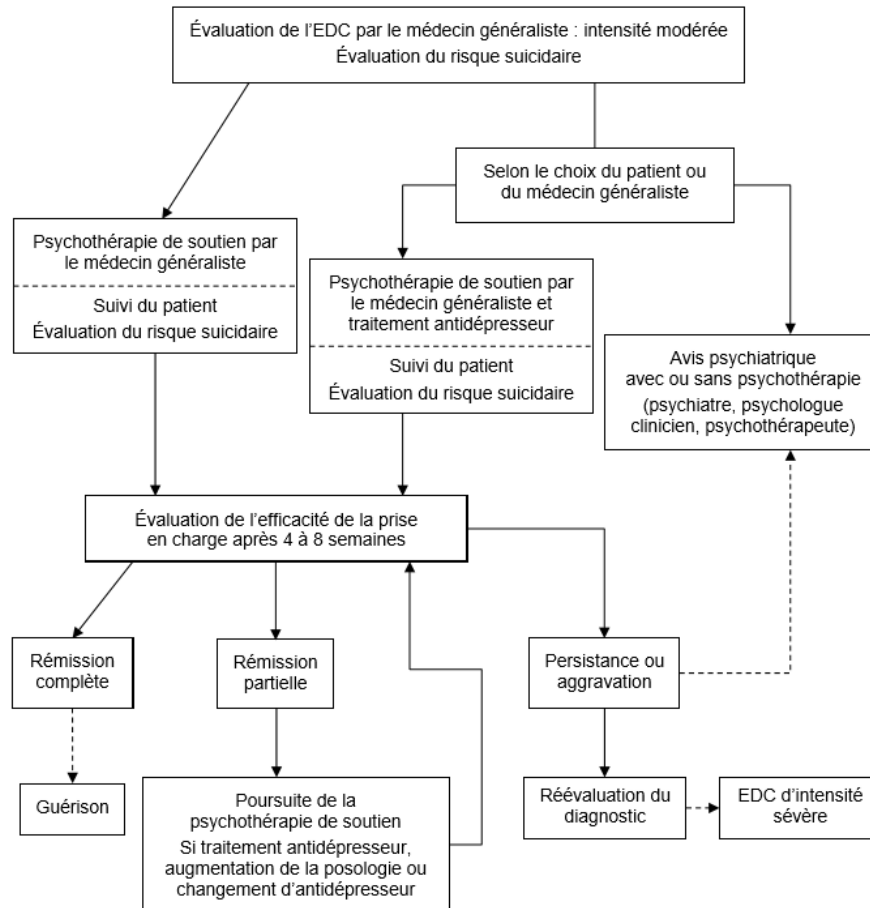 Évaluation de l’EDC par le médecin généraliste : intensité modérée
Évaluation du risque suicidaire
Selon le choix du patient ou
du médecin généraliste
Psychothérapie de soutien par
le médecin généraliste
Suivi du patient
Évaluation du risque suicidaire
Psychothérapie de soutien par
le médecin généraliste et
traitement antidépresseur
Suivi du patient
Évaluation du risque suicidaire
Avis psychiatrique
avec ou sans psychothérapie
(psychiatre, psychologue
clinicien, psychothérapeute)
Évaluation de l’efficacité de la prise
en charge après 4 à 8 semaines
Rémission
complète
Rémission
partielle
Persistance ou
aggravation
Guérison
Poursuite de la
psychothérapie de soutien
Si traitement antidépresseur,
augmentation de la posologie ou
changement d’antidépresseur
Réévaluation du
diagnostic
EDC d’intensité
sévère